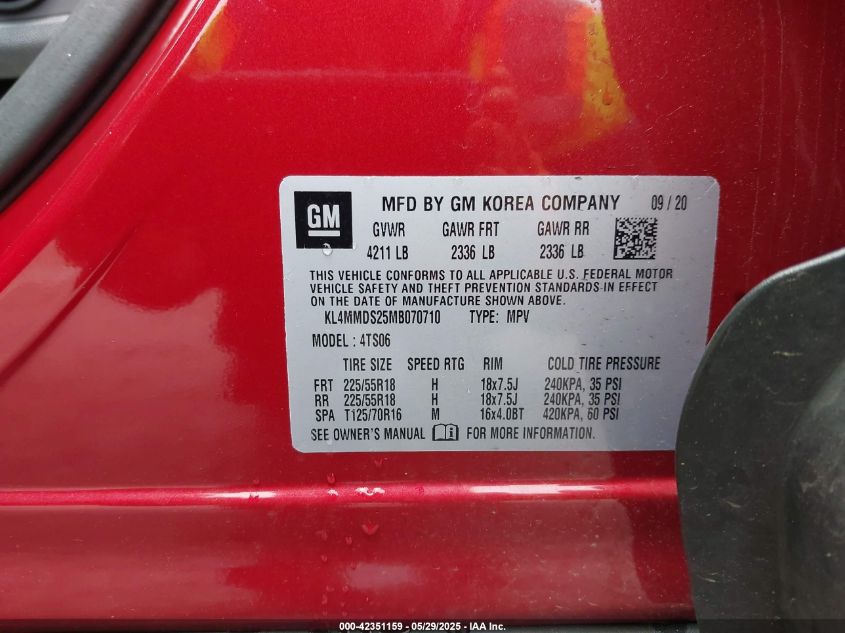 GM
MFD BY GM KOREA COMPANY 09/20
GVWR GAWR FRT GAWR RR
4211 LB 2336 LB 2336 LB
THIS VEHICLE CONFORMS TO ALL APPLICABLE U.S. FEDERAL MOTOR
VEHICLE SAFETY AND THEFT PREVENTION STANDARDS IN EFFECT
ON THE DATE OF MANUFACTURE SHOWN ABOVE.
KL4MMDS25MB070710 TYPE: MPV
MODEL: 4TS06
TIRE SIZE SPEED RTG RIM COLD TIRE PRESSURE
FRT 225/55R18 H 18x7.5J 240KPA, 35 PSI
RR 225/55R18 H 18x7.5J 240KPA, 35 PSI
SPA T125/70R16 M 16x4.0BT 420KPA, 60 PSI
SEE OWNER'S MANUAL FOR MORE INFORMATION.
000-42351159 - 05/29/2025 - IAA Inc.